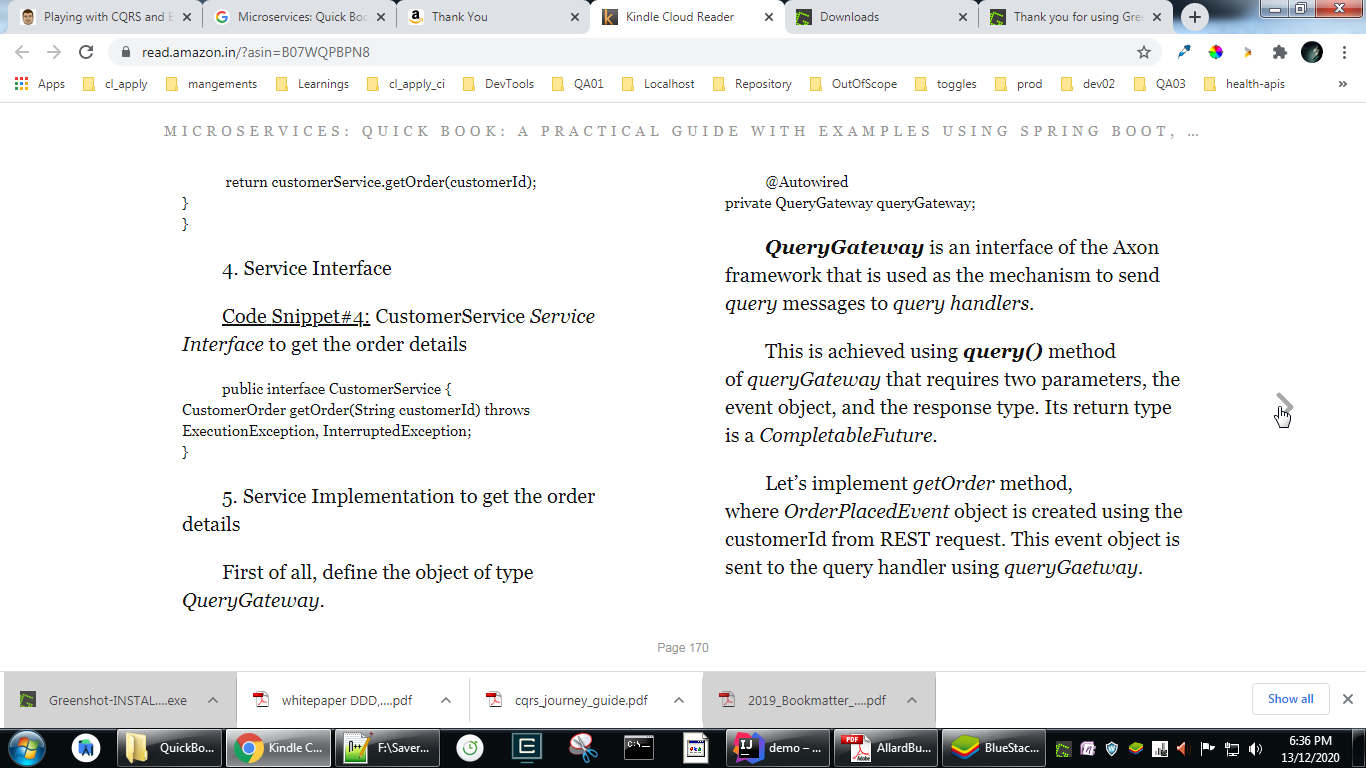 Playing with CQRS and E
Microservices: Quick Boo
Thank You
Kindle Cloud Reader
Downloads
Thank you for using Gre
read.amazon.in/?asin=B07WQPBPN8
Apps
cl_apply
mangements
Learnings
cl_apply_ci
DevTools
QA01
Localhost
Repository
OutOfScope
toggles
prod
dev02
QA03
health-apis
»
MICROSERVICES: QUICK BOOK: A PRACTICAL GUIDE WITH EXAMPLES USING SPRING BOOT, …
return customerService.getOrder(customerId);
}
}
4. Service Interface
Code Snippet#4: CustomerService Service
Interface to get the order details
public interface CustomerService {
CustomerOrder getOrder(String customerId) throws
ExecutionException, InterruptedException;
}
5. Service Implementation to get the order
details
First of all, define the object of type
QueryGateway.
@Autowired
private QueryGateway queryGateway;
QueryGateway is an interface of the Axon
framework that is used as the mechanism to send
query messages to query handlers.
This is achieved using query() method
of queryGateway that requires two parameters, the
event object, and the response type. Its return type
is a CompletableFuture.
Let’s implement getOrder method,
where OrderPlacedEvent object is created using the
customerId from REST request. This event object is
sent to the query handler using queryGaetway.
Page 170
Greenshot-INSTAL....exe
whitepaper DDD,....pdf
cqrs_journey_guide.pdf
2019_Bookmatter_....pdf
Show all
QuickBo...
Kindle C...
F:\Saver...
demo – ...
AllardBu...
BlueStac...
6:36 PM
13/12/2020